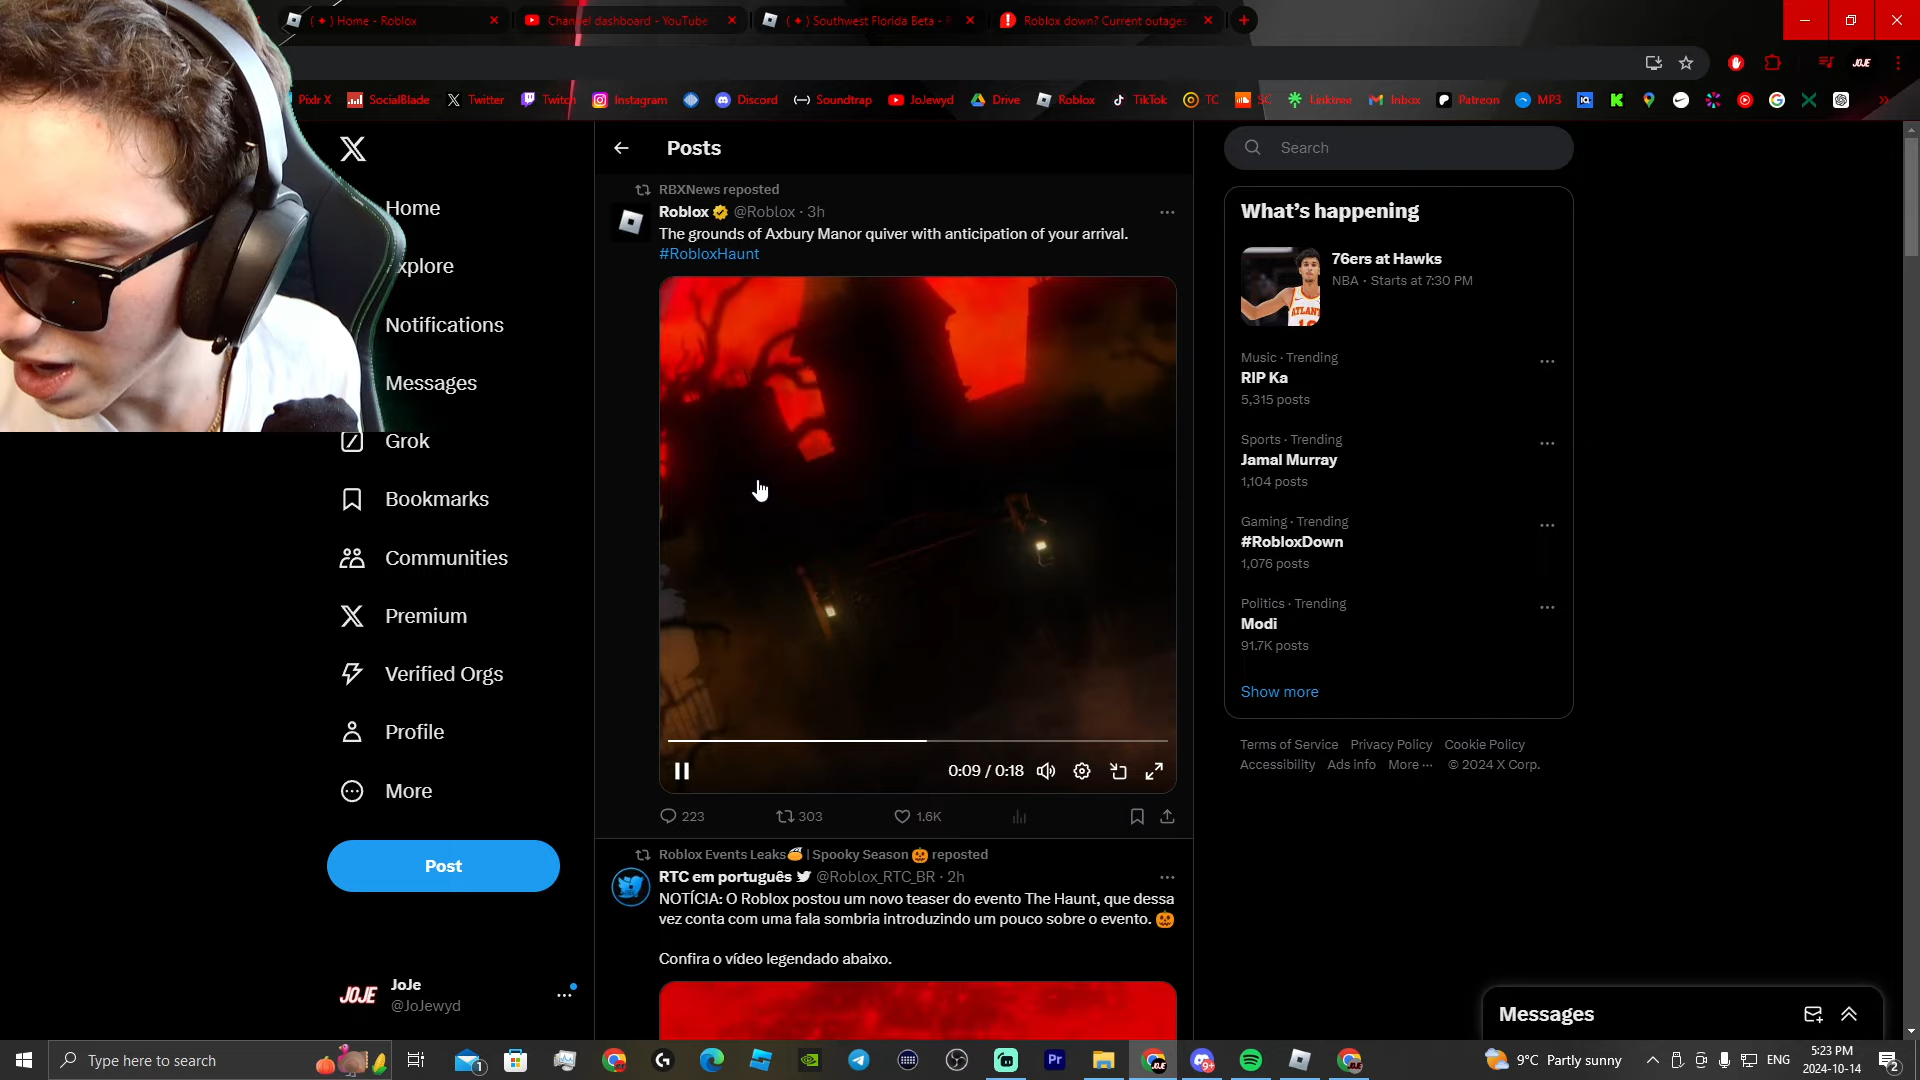 ( ✦ ) Home - Roblox
Channel dashboard - YouTube
( ✦ ) Southwest Florida Beta - R
Roblox down? Current outages
Pixlr X
SocialBlade
Twitter
Twitch
Instagram
Discord
Soundtrap
JoJewyd
Drive
Roblox
TikTok
TC
SC
Linktree
Inbox
Patreon
MP3
JOJE
Home
Explore
Notifications
Messages
Grok
Bookmarks
Communities
Premium
Verified Orgs
Profile
More
Post
JOJE
JoJe
@JoJewyd
Posts
RBXNews reposted
Roblox @Roblox · 3h
The grounds of Axbury Manor quiver with anticipation of your arrival.
#RobloxHaunt
0:09 / 0:18
223
303
1.6K
Roblox Events Leaks🍮 | Spooky Season 🎃 reposted
RTC em português @Roblox_RTC_BR · 2h
NOTÍCIA: O Roblox postou um novo teaser do evento The Haunt, que dessa
vez conta com uma fala sombria introduzindo um pouco sobre o evento. 🎃
Confira o vídeo legendado abaixo.
Search
What's happening
76ers at Hawks
NBA · Starts at 7:30 PM
Music · Trending
RIP Ka
5,315 posts
Sports · Trending
Jamal Murray
1,104 posts
Gaming · Trending
#RobloxDown
1,076 posts
Politics · Trending
Modi
91.7K posts
Show more
Terms of Service Privacy Policy Cookie Policy
Accessibility Ads info More ··· © 2024 X Corp.
Messages
Type here to search
9°C Partly sunny
ENG
5:23 PM
2024-10-14